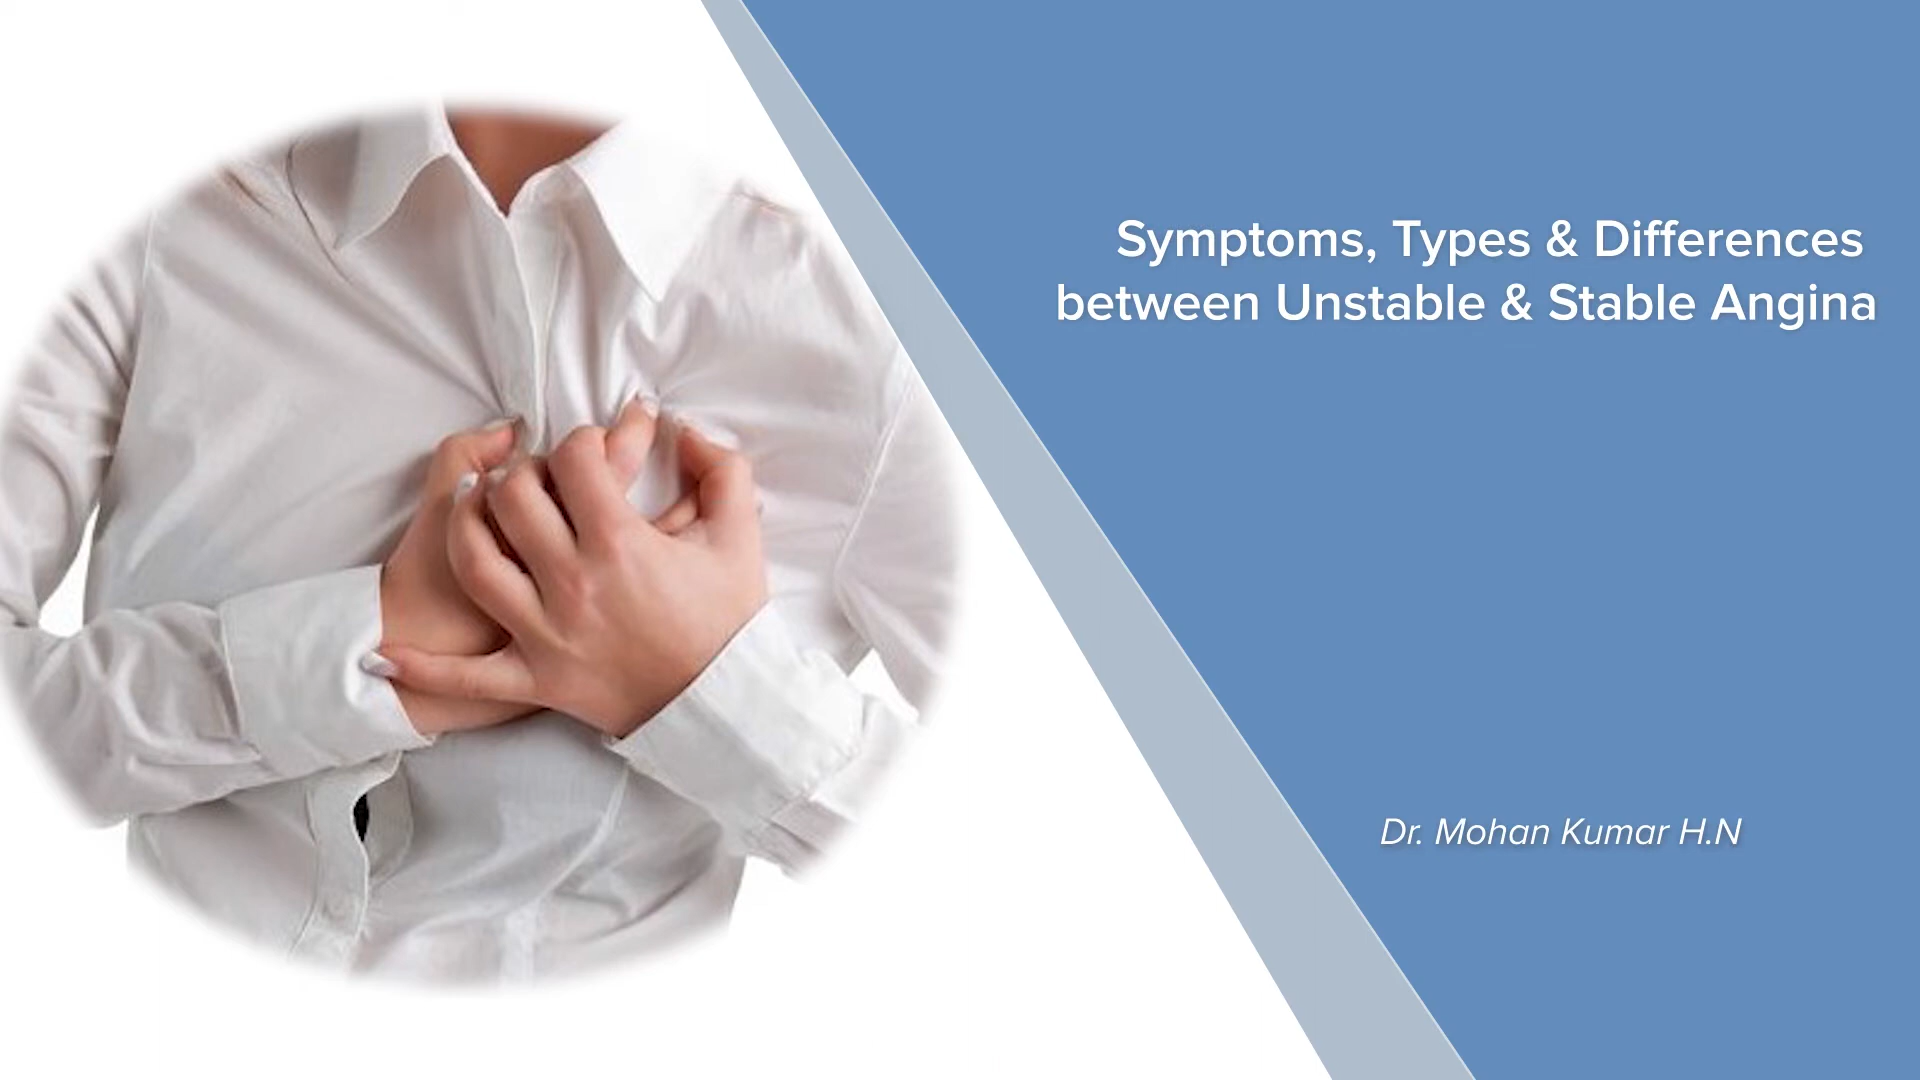 Symptoms, Types & Differences
between Unstable & Stable Angina
Dr. Mohan Kumar H.N